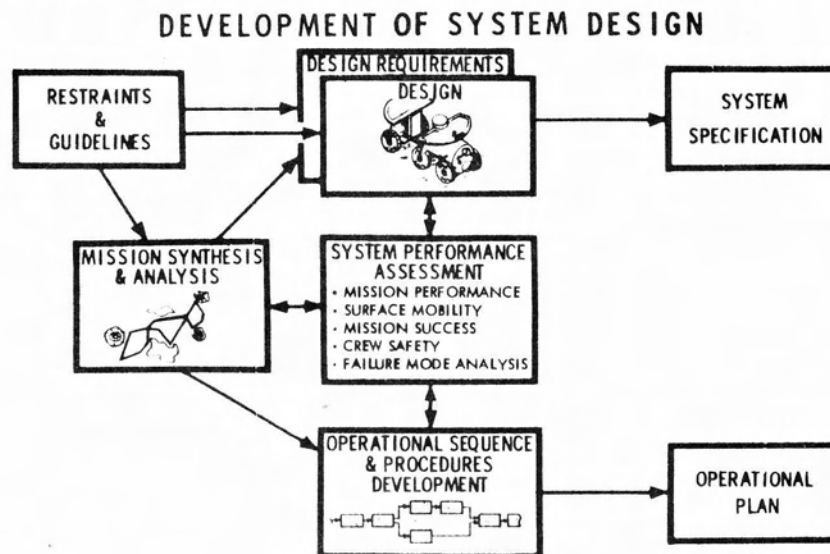 DEVELOPMENT OF SYSTEM DESIGN
RESTRAINTS
&
GUIDELINES
DESIGN REQUIREMENTS
DESIGN
SYSTEM
SPECIFICATION
MISSION SYNTHESIS
& ANALYSIS
SYSTEM PERFORMANCE
ASSESSMENT
· MISSION PERFORMANCE
· SURFACE MOBILITY
· MISSION SUCCESS
· CREW SAFETY
· FAILURE MODE ANALYSIS
OPERATIONAL SEQUENCE
& PROCEDURES
DEVELOPMENT
OPERATIONAL
PLAN